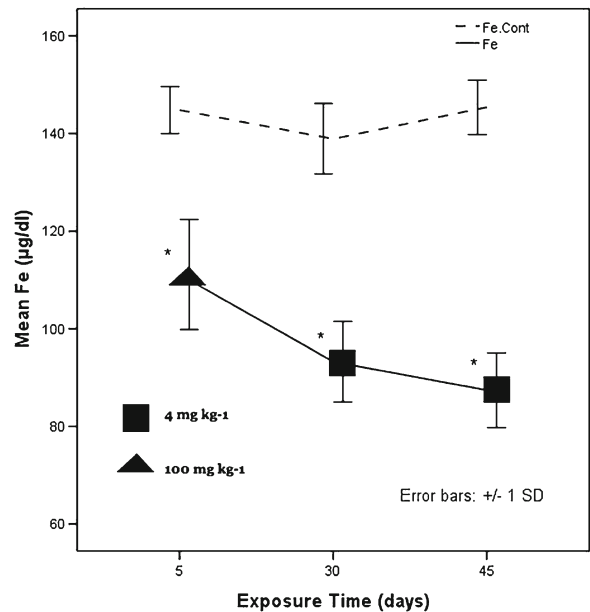 160
Fe.Cont
Fe
140
120
*
100
*
*
80
4 mg kg-1
100 mg kg-1
Error bars: +/- 1 SD
60
5 30 45
Mean Fe (µg/dl)
Exposure Time (days)